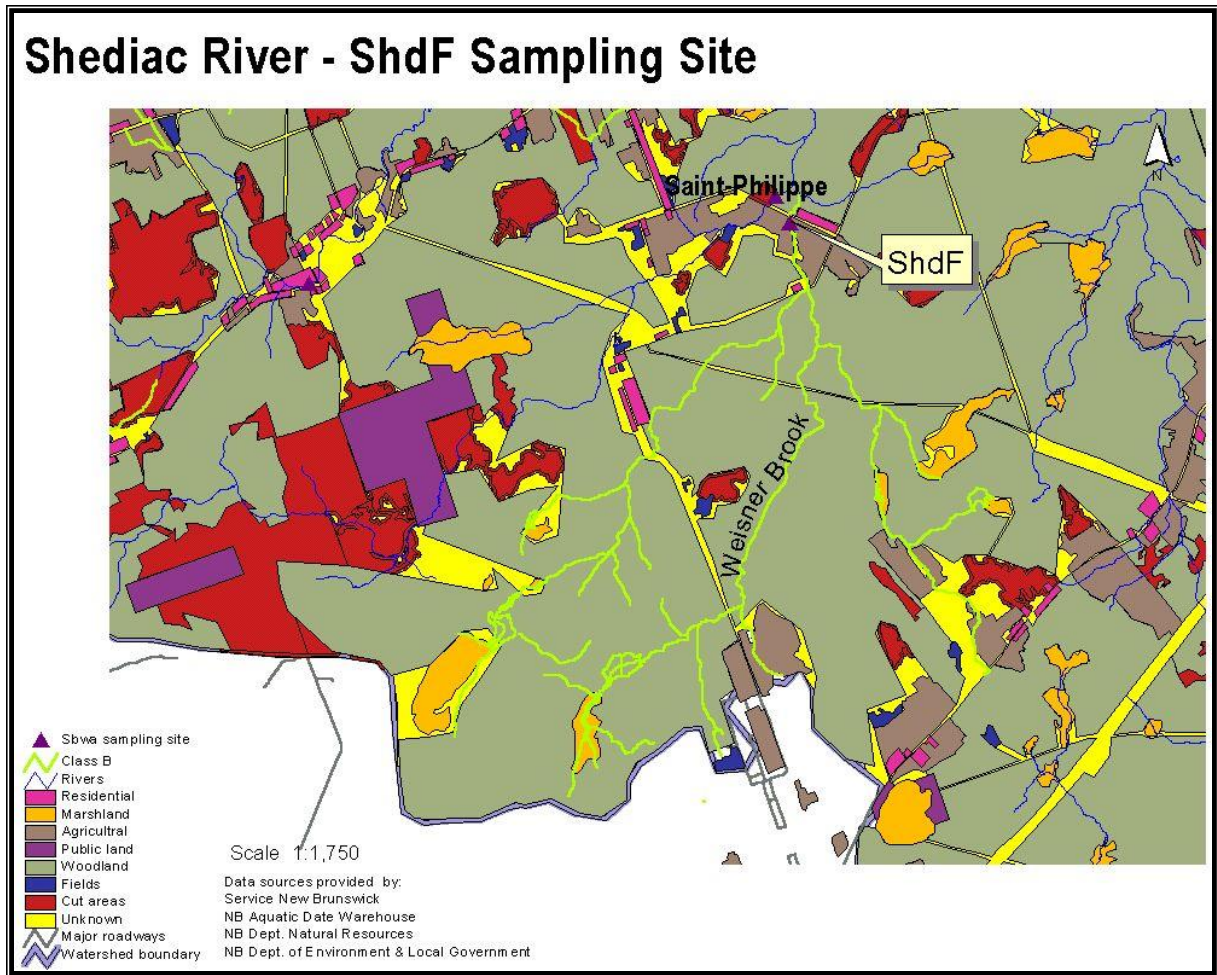 Shediac River - ShdF Sampling Site
N
Saint-Philippe
ShdF
Weisner Brook
Sbwa sampling site
Class B
Rivers
Residential
Marshland
Agricultral
Public land
Woodland
Fields
Cut areas
Unknown
Major roadways
Watershed boundary
Scale 1:1,750
Data sources provided by:
Service New Brunswick
NB Aquatic Date Warehouse
NB Dept. Natural Resources
NB Dept. of Environment & Local Government